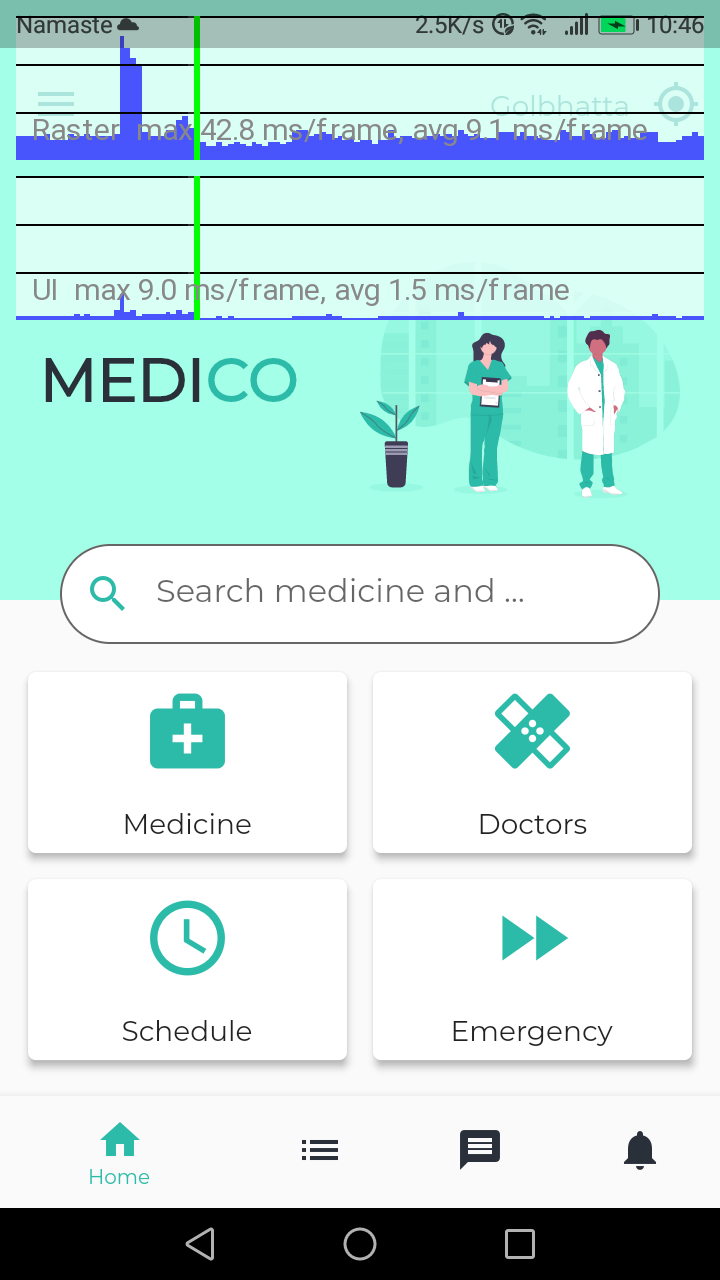 Namaste 2.5K/s 10:46
Golbhatta
Raster max 42.8 ms/frame, avg 9.1 ms/frame
UI max 9.0 ms/frame, avg 1.5 ms/frame
MEDICO
Search medicine and ...
Medicine Doctors
Schedule Emergency
Home